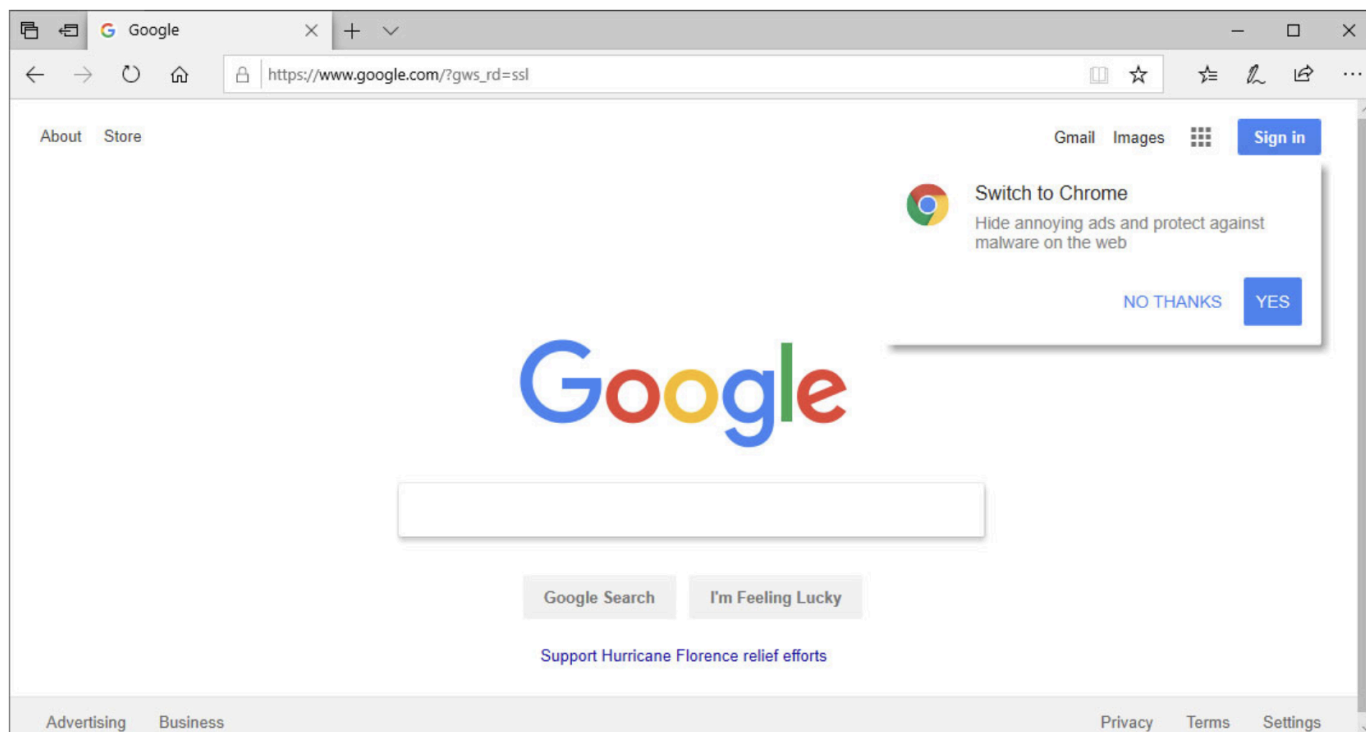 Google
https://www.google.com/?gws_rd=ssl
About Store
Gmail Images Sign in
Switch to Chrome
Hide annoying ads and protect against
malware on the web
NO THANKS YES
Google
Google Search I'm Feeling Lucky
Support Hurricane Florence relief efforts
Advertising Business Privacy Terms Settings